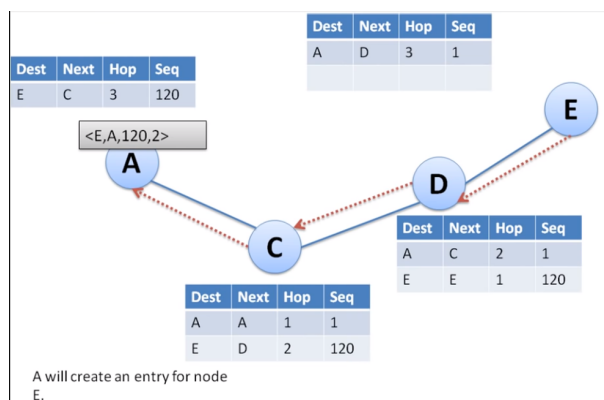 Dest Next Hop Seq
A D 3 1
Dest Next Hop Seq
E C 3 120
E
<E,A,120,2>
A
D
C
Dest Next Hop Seq
A C 2 1
E E 1 120
Dest Next Hop Seq
A A 1 1
E D 2 120
A will create an entry for node
E.